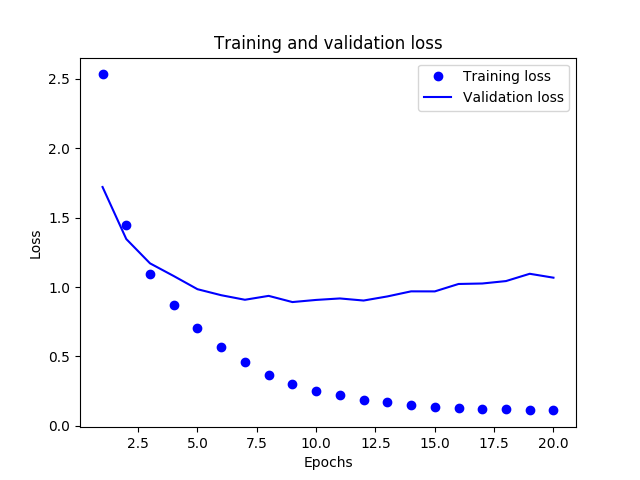 Training and validation loss
Training loss
Validation loss
2.5
2.0
1.5
1.0
0.5
0.0
Loss
2.5 5.0 7.5 10.0 12.5 15.0 17.5 20.0
Epochs